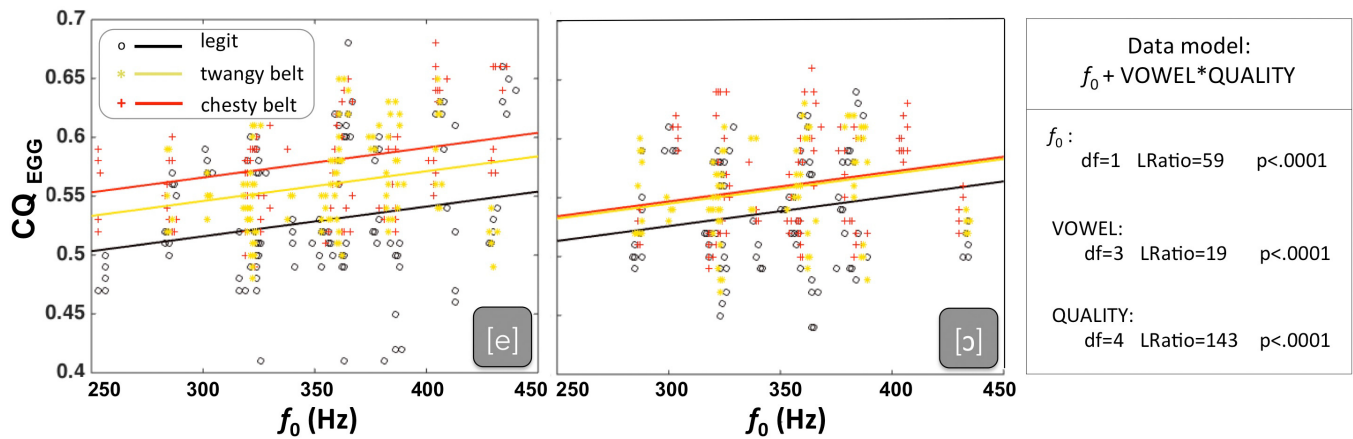 0.7
0.65
0.6
0.55
0.5
0.45
0.4
CQ EGG
legit
twangy belt
chesty belt
[e]
250 300 350 400 450
f0 (Hz)
[ɔ]
250 300 350 400 450
f0 (Hz)
Data model:
f0 + VOWEL*QUALITY
f0 :
df=1 LRatio=59 p<.0001
VOWEL:
df=3 LRatio=19 p<.0001
QUALITY:
df=4 LRatio=143 p<.0001